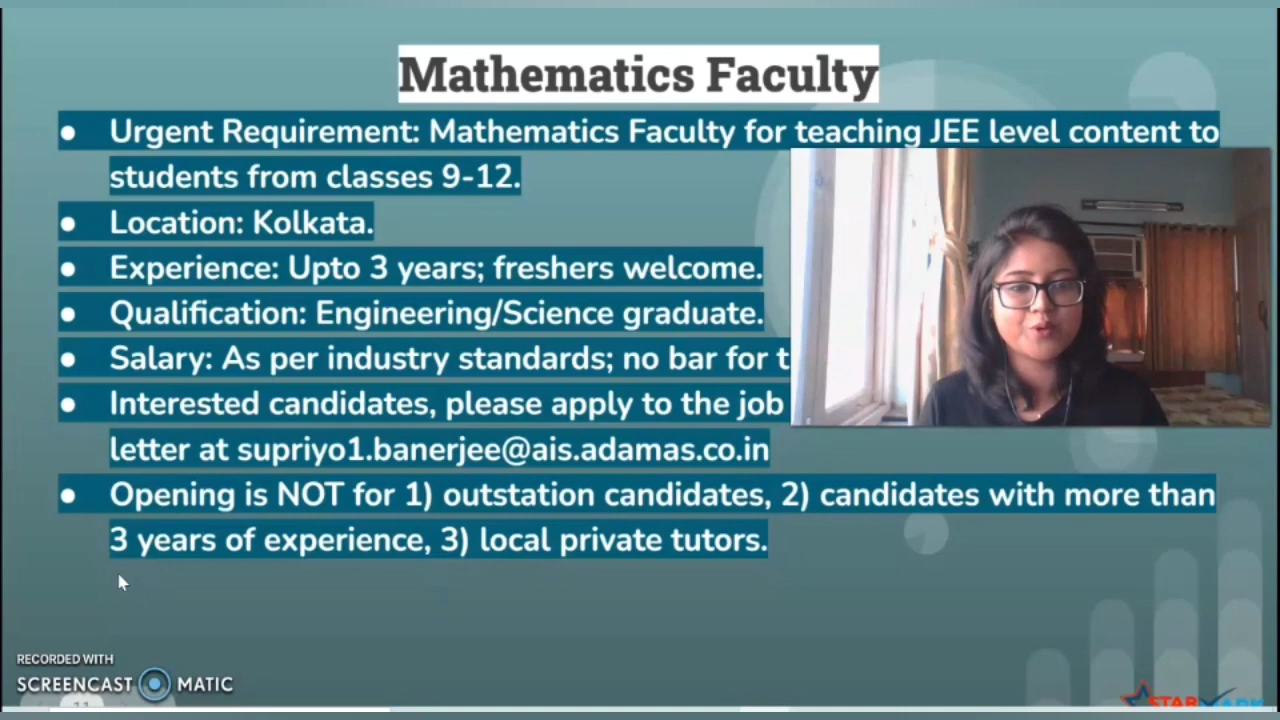 Mathematics Faculty
● Urgent Requirement: Mathematics Faculty for teaching JEE level content to
students from classes 9-12.
● Location: Kolkata.
● Experience: Upto 3 years; freshers welcome.
● Qualification: Engineering/Science graduate.
● Salary: As per industry standards; no bar for
● Interested candidates, please apply to the job
letter at supriyo1.banerjee@ais.adamas.co.in
● Opening is NOT for 1) outstation candidates, 2) candidates with more than
3 years of experience, 3) local private tutors.
RECORDED WITH
SCREENCAST MATIC
11
STARMARK